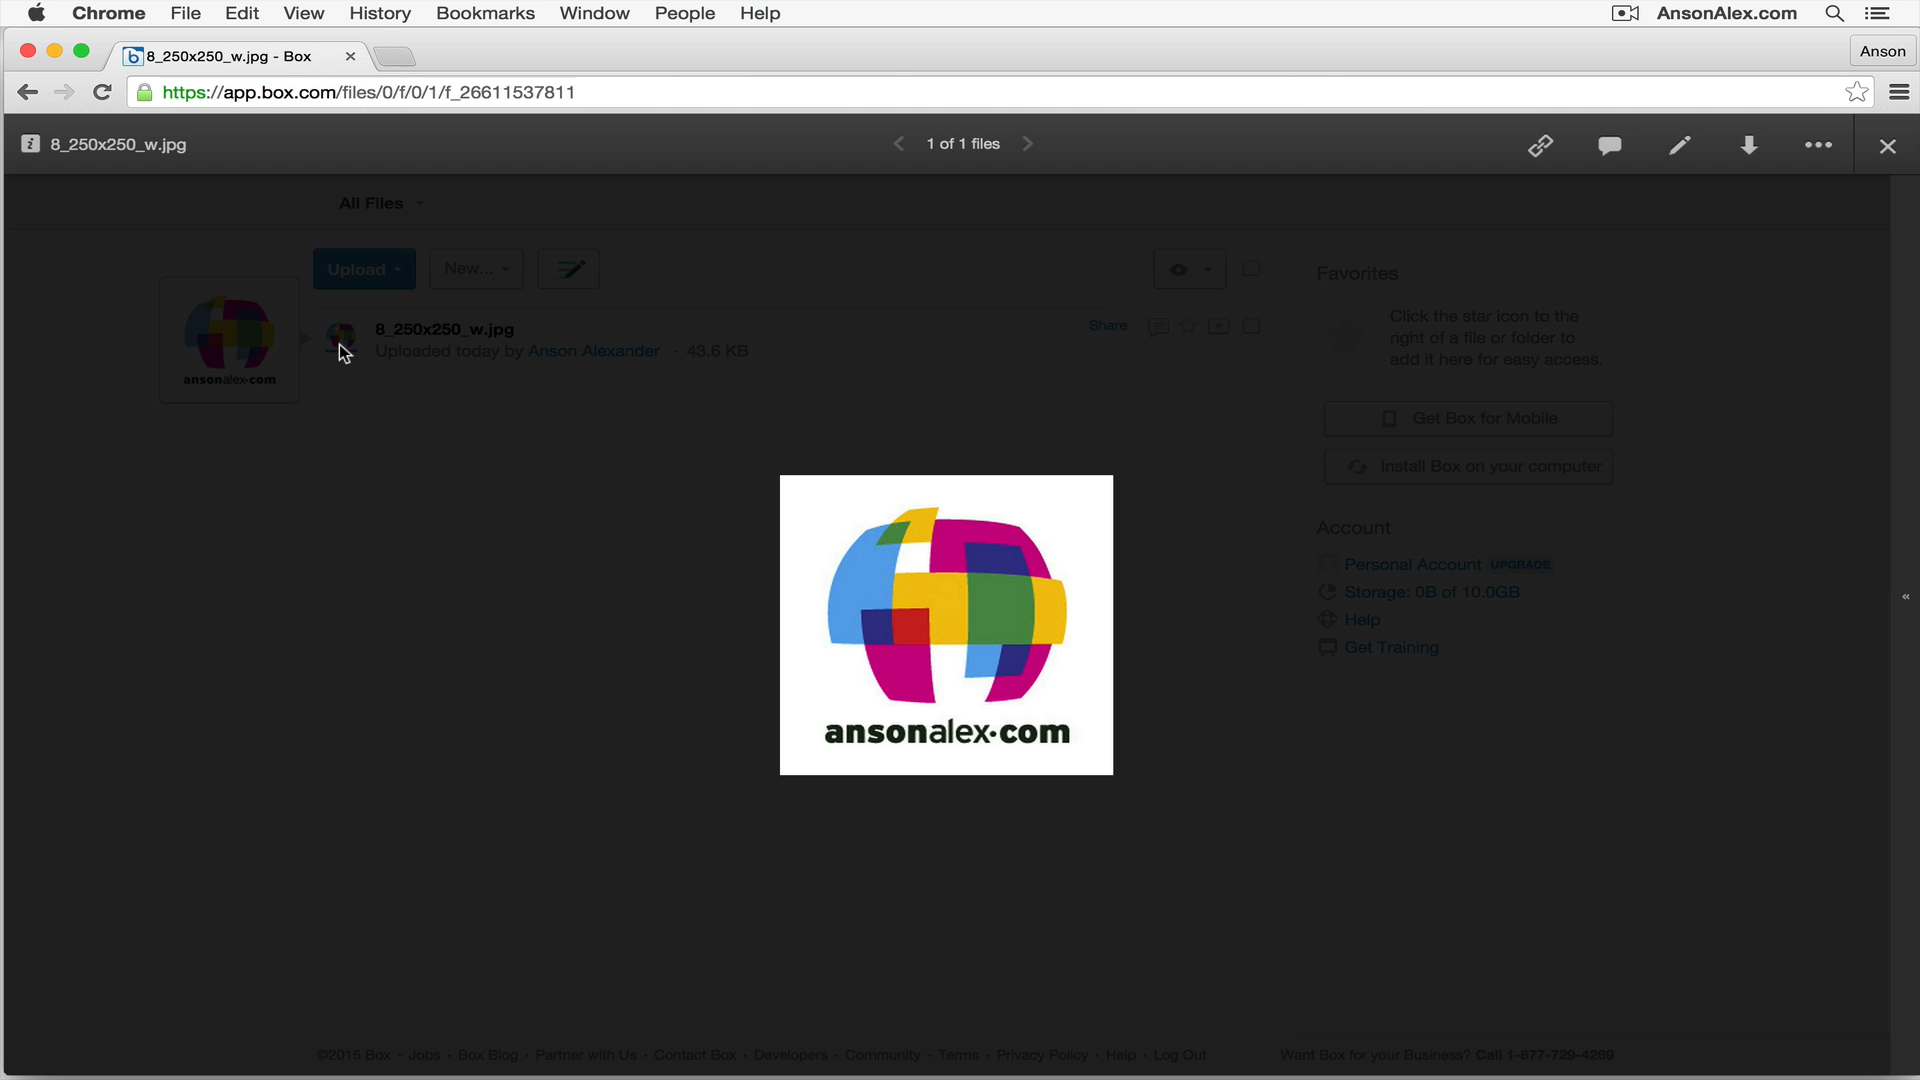 Chrome File Edit View History Bookmarks Window People Help AnsonAlex.com
8_250x250_w.jpg - Box Anson
https://app.box.com/files/0/f/0/1/f_26611537811
8_250x250_w.jpg 1 of 1 files
All Files
Upload New...
Favorites
8_250x250_w.jpg Share
Uploaded today by Anson Alexander · 43.6 KB
ansonalex·com
Click the star icon to the
right of a file or folder to
add it here for easy access.
Get Box for Mobile
Install Box on your computer
Account
Personal Account UPGRADE
Storage: 0B of 10.0GB
Help
Get Training
ansonalex·com
©2015 Box · Jobs · Box Blog · Partner with Us · Contact Box · Developers · Community · Terms · Privacy Policy · Help · Log Out Want Box for your Business? Call 1-877-729-4269